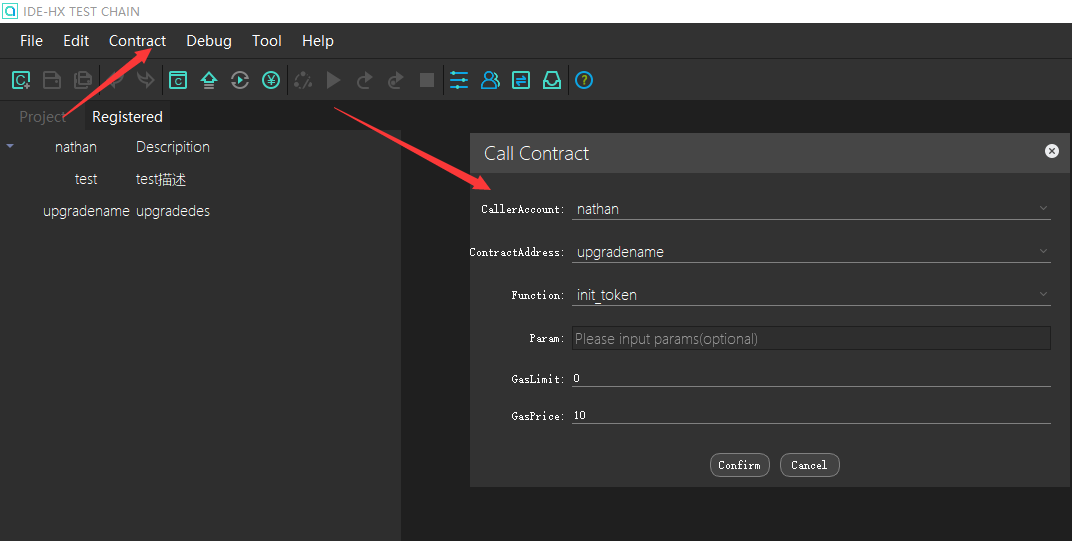 IDE-HX TEST CHAIN
File Edit Contract Debug Tool Help
Project Registered
nathan Descripition
test test描述
upgradename upgradedes
Call Contract
CallerAccount: nathan
ContractAddress: upgradename
Function: init_token
Param: Please input params(optional)
GasLimit: 0
GasPrice: 10
Confirm Cancel